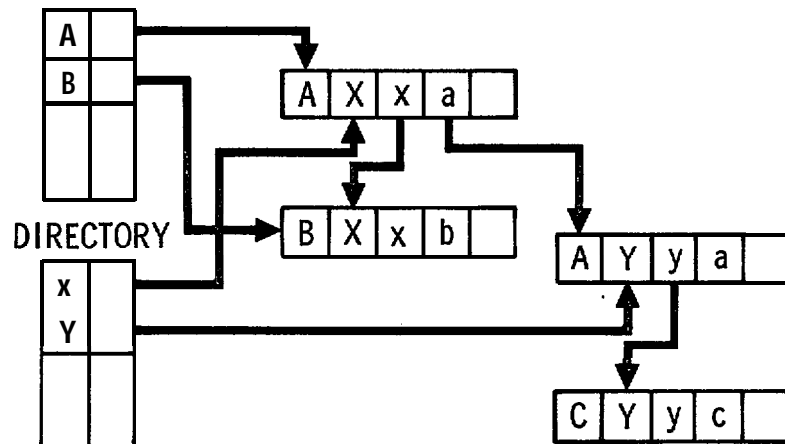 A
B
A X x a
B X x b
DIRECTORY
A Y y a
x
Y
C Y y c